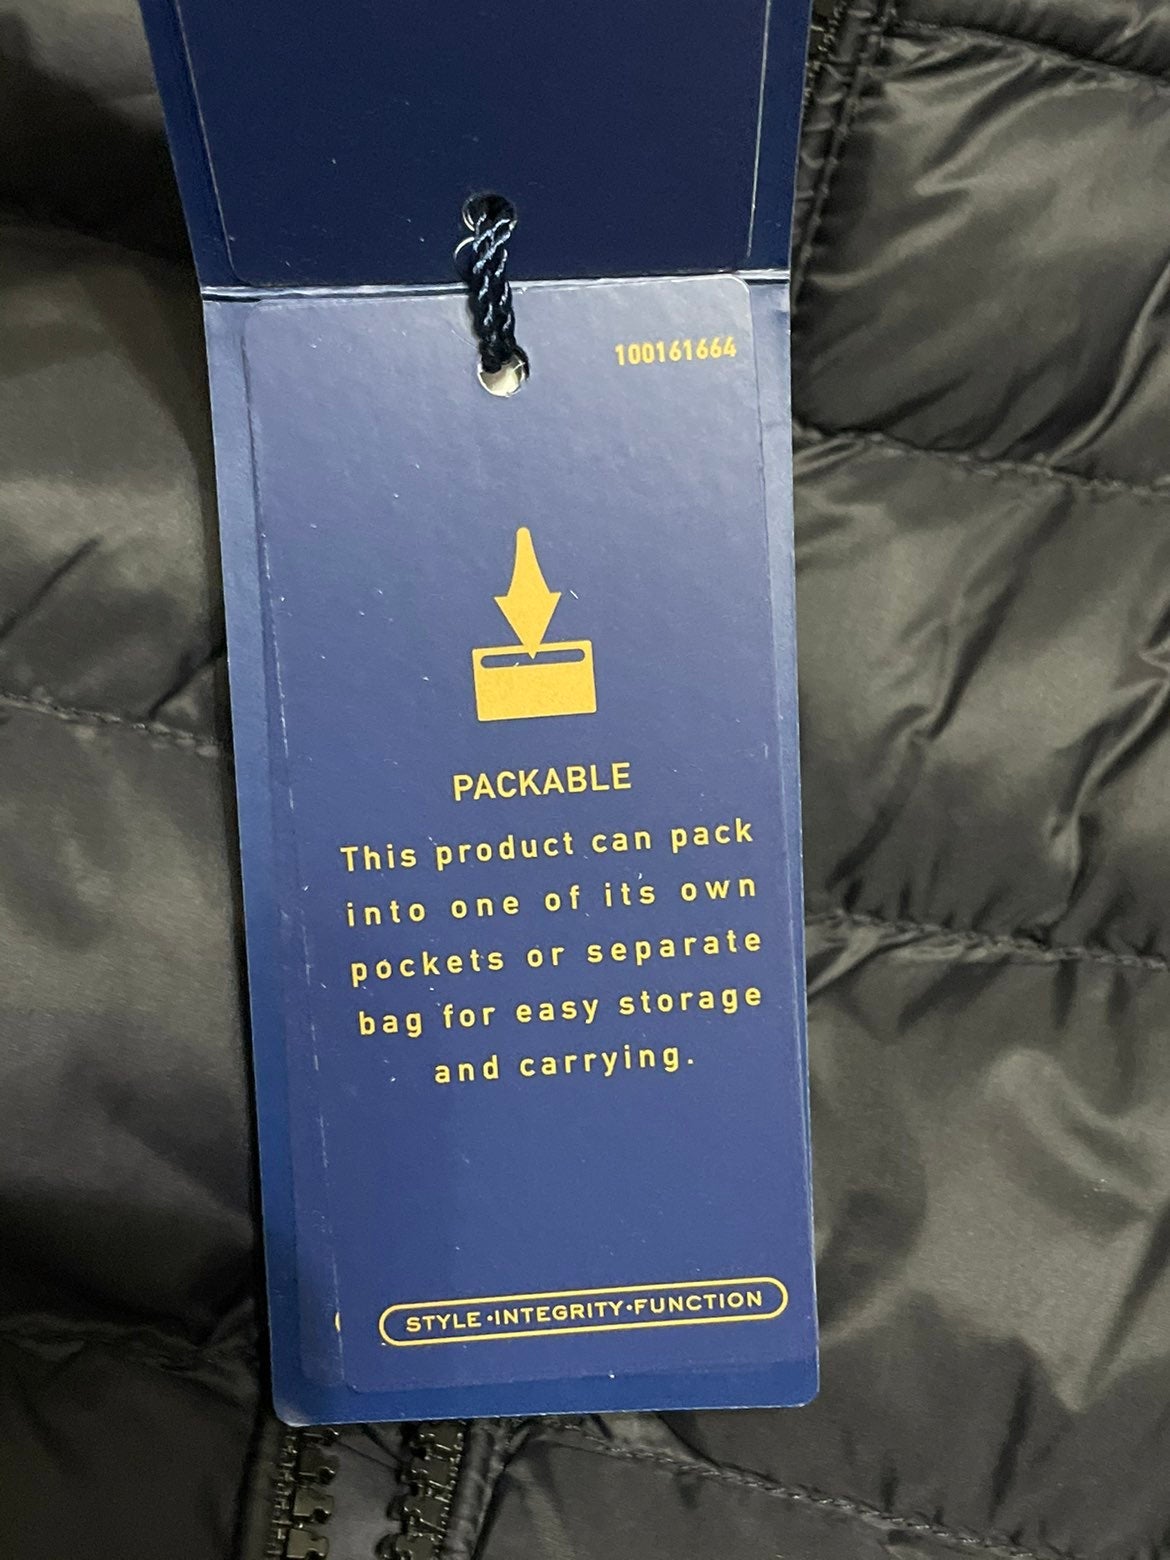 100161664
PACKABLE
This product can pack
into one of its own
pockets or separate
bag for easy storage
and carrying.
STYLE•INTEGRITY•FUNCTION